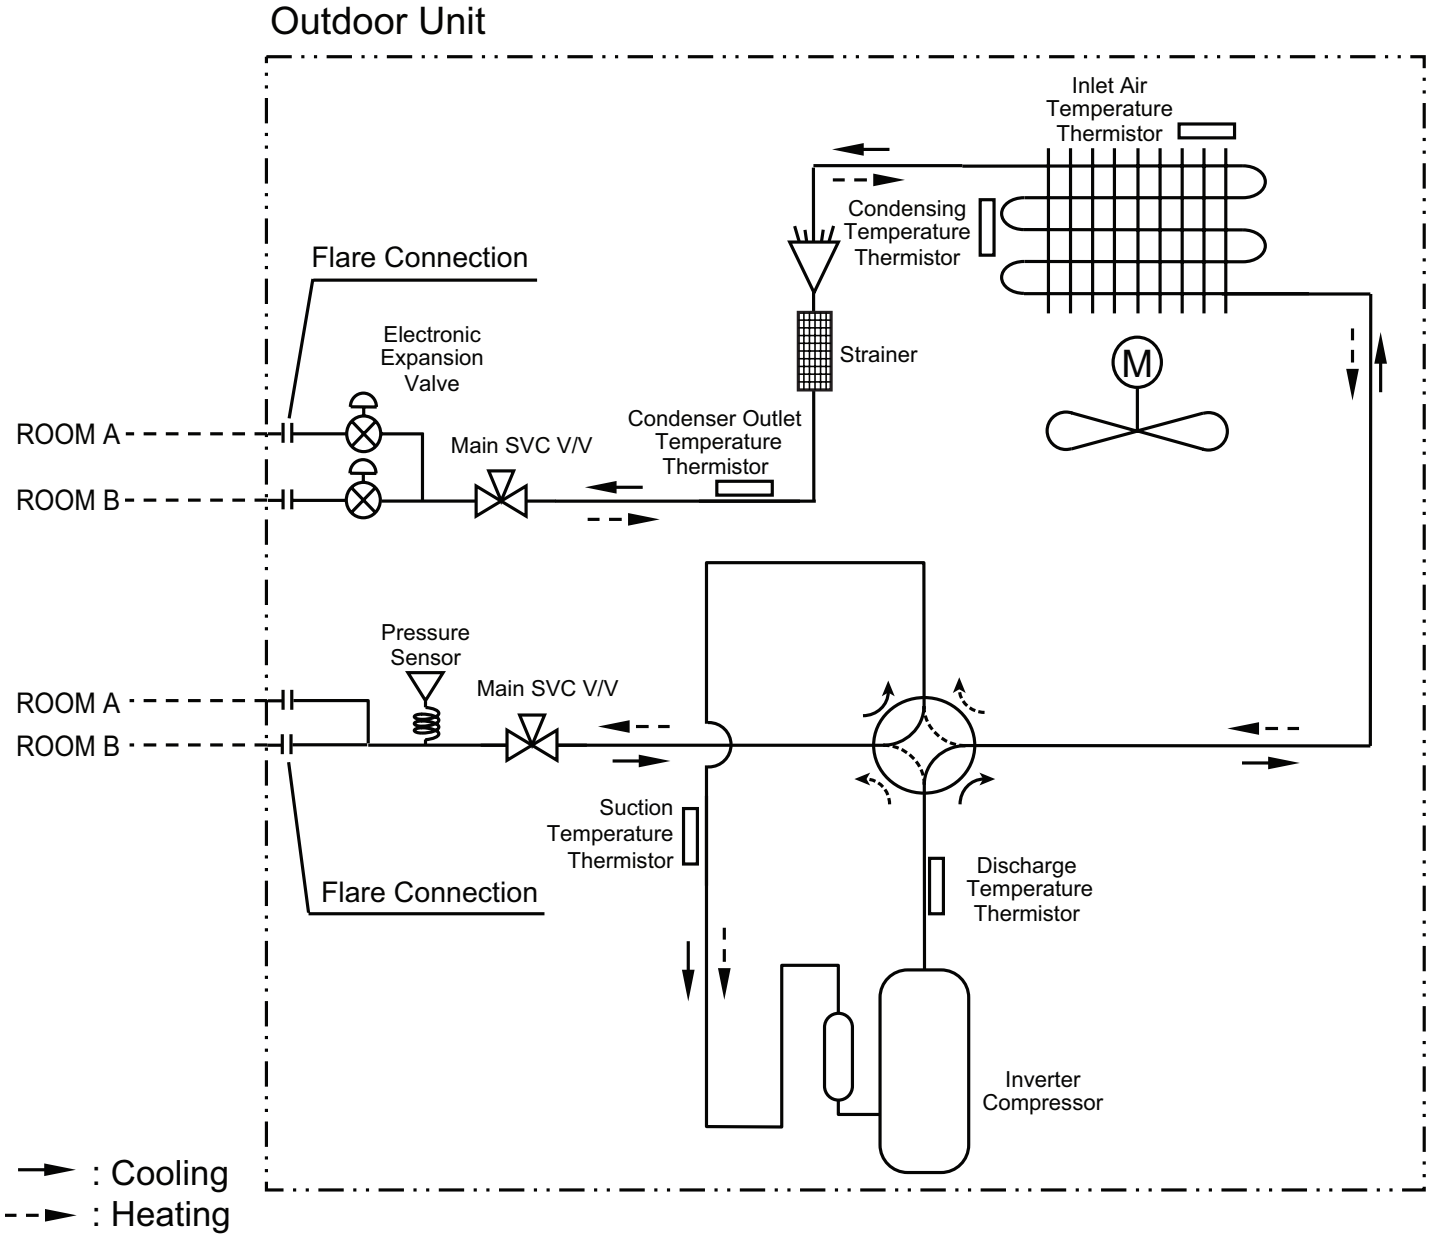 Outdoor Unit
Inlet Air
Temperature
Thermistor
Condensing
Temperature
Thermistor
Flare Connection
Electronic
Expansion
Valve
Strainer
M
Condenser Outlet
Temperature
Thermistor
Main SVC V/V
ROOM A
ROOM B
Pressure
Sensor
Main SVC V/V
ROOM A
ROOM B
Suction
Temperature
Thermistor
Flare Connection
Discharge
Temperature
Thermistor
Inverter
Compressor
: Cooling
: Heating